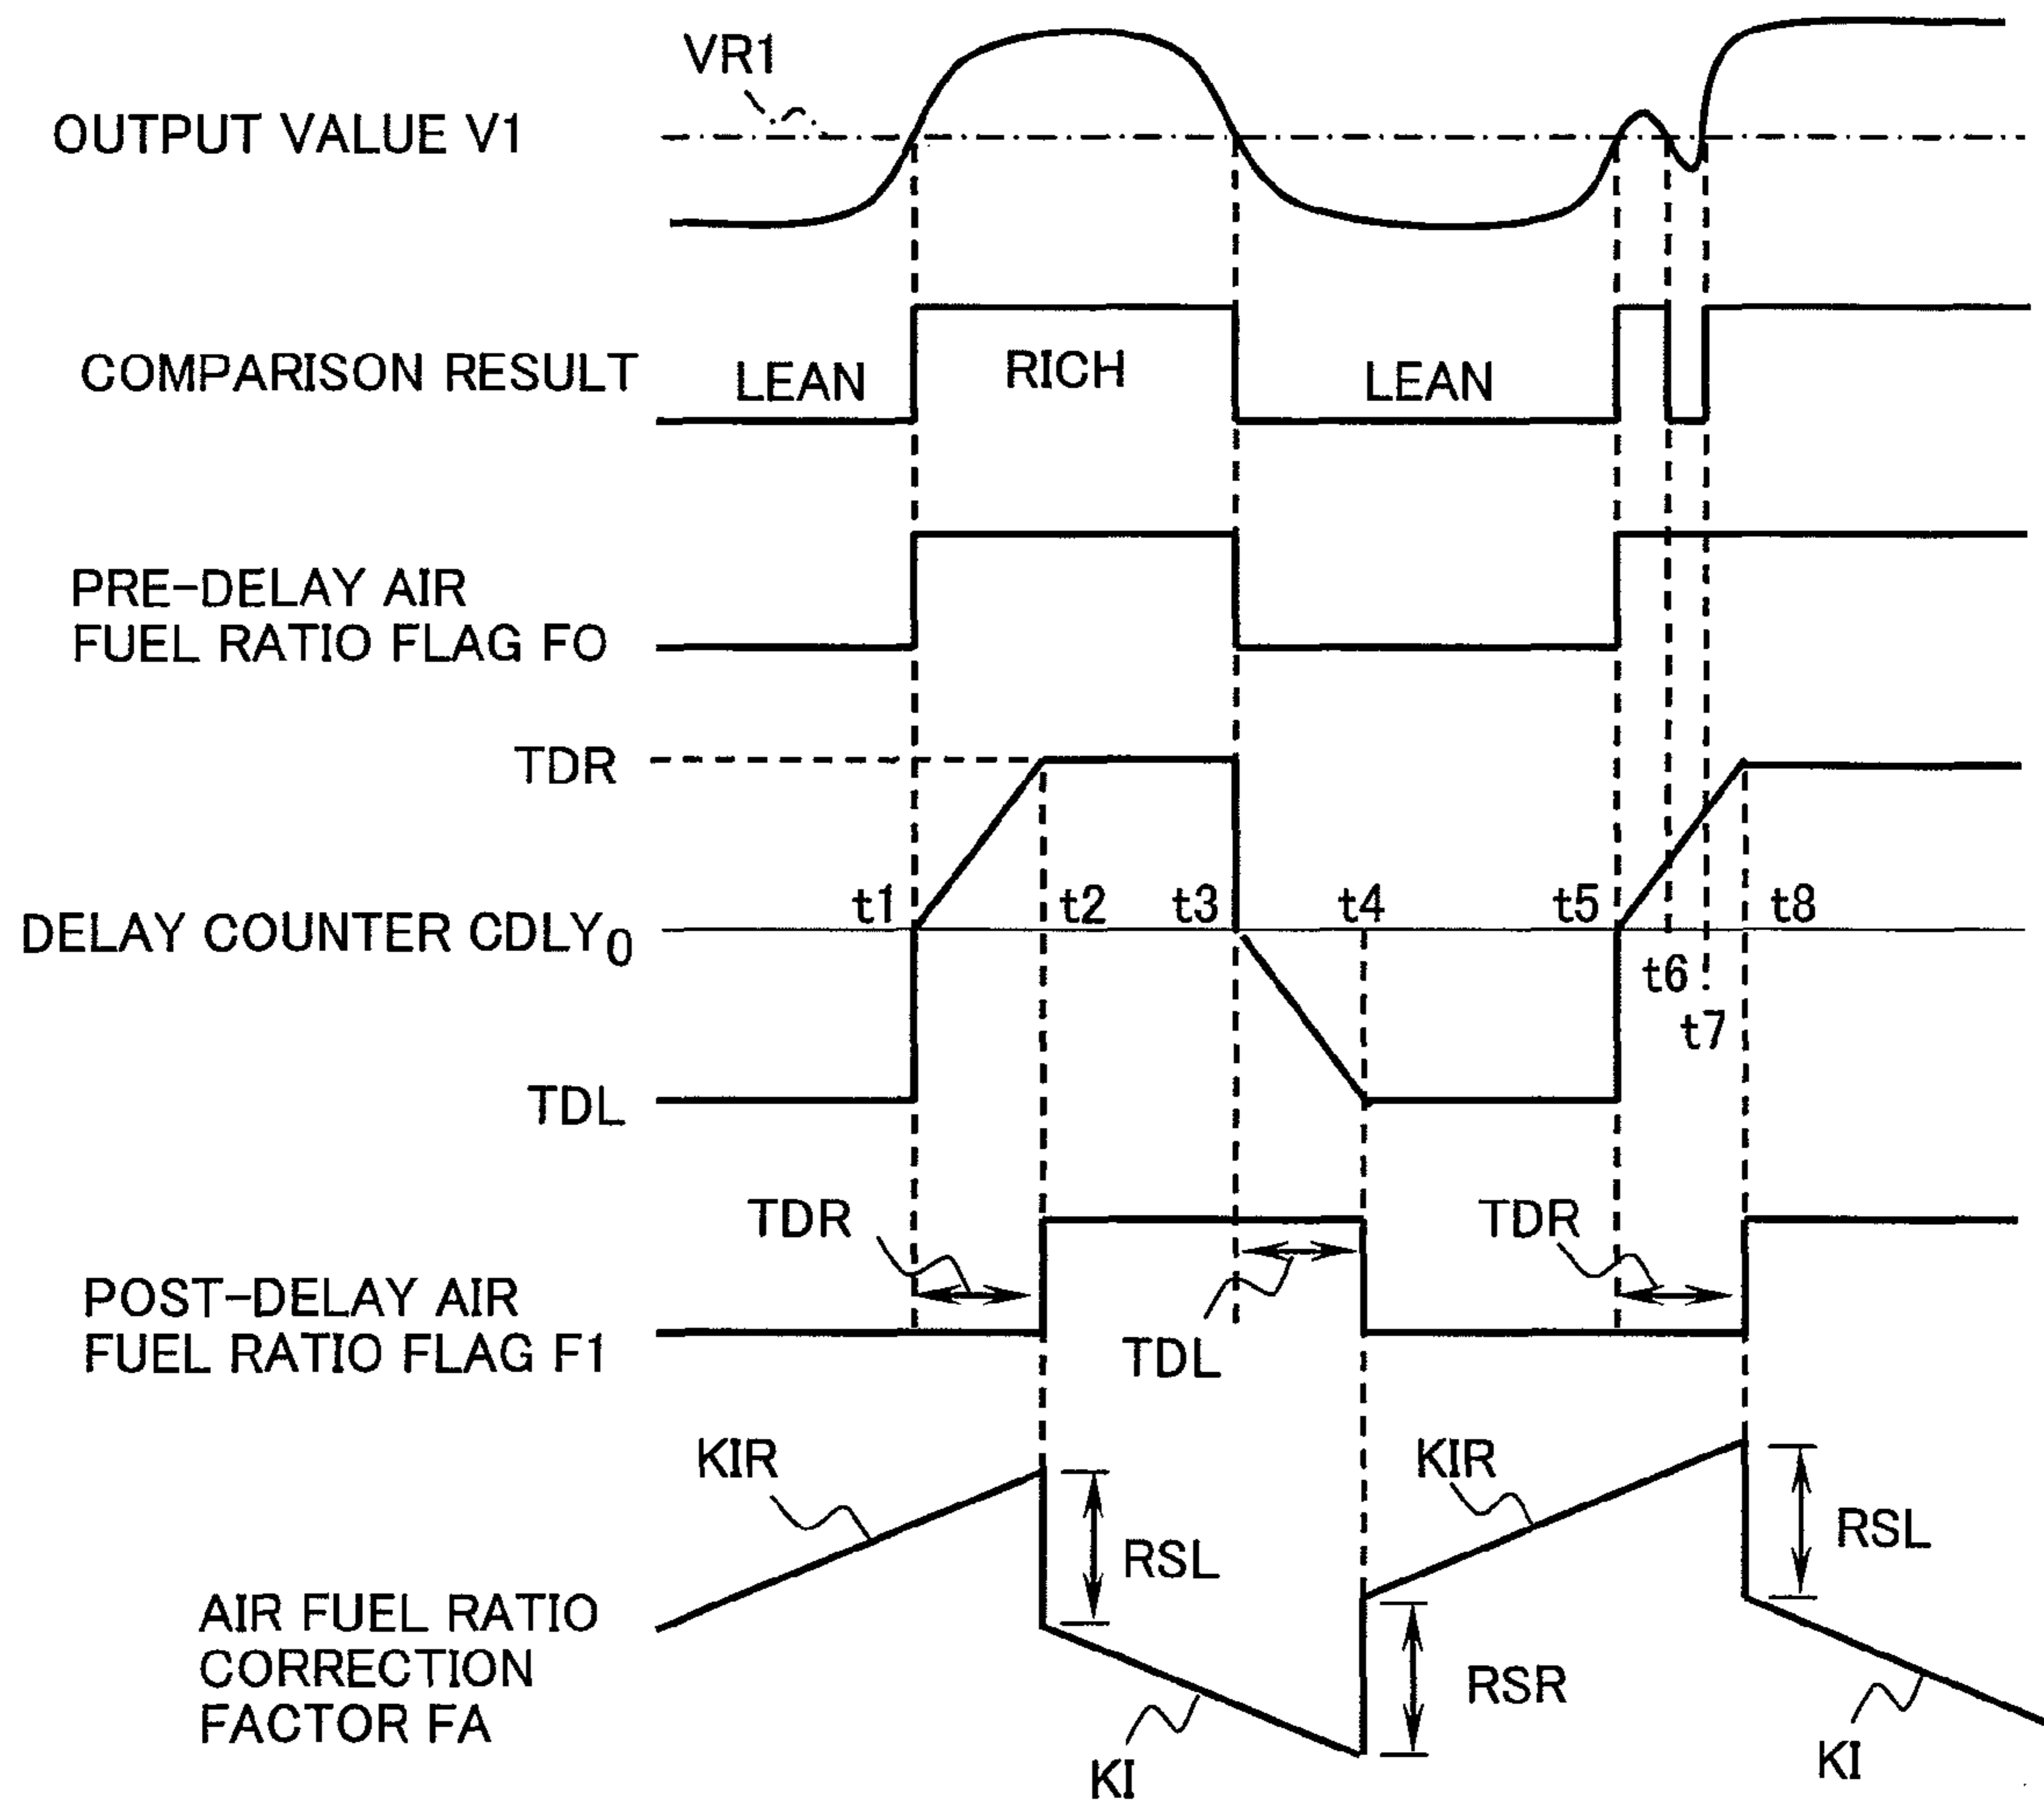 VR1
OUTPUT VALUE V1
COMPARISON RESULT
LEAN
RICH
LEAN
PRE-DELAY AIR
FUEL RATIO FLAG FO
TDR
t1
t2
t3
t4
t5
t8
DELAY COUNTER CDLY0
t6
t7
TDL
TDR
TDR
POST-DELAY AIR
FUEL RATIO FLAG F1
TDL
KIR
KIR
RSL
RSL
AIR FUEL RATIO
CORRECTION
FACTOR FA
RSR
KI
KI